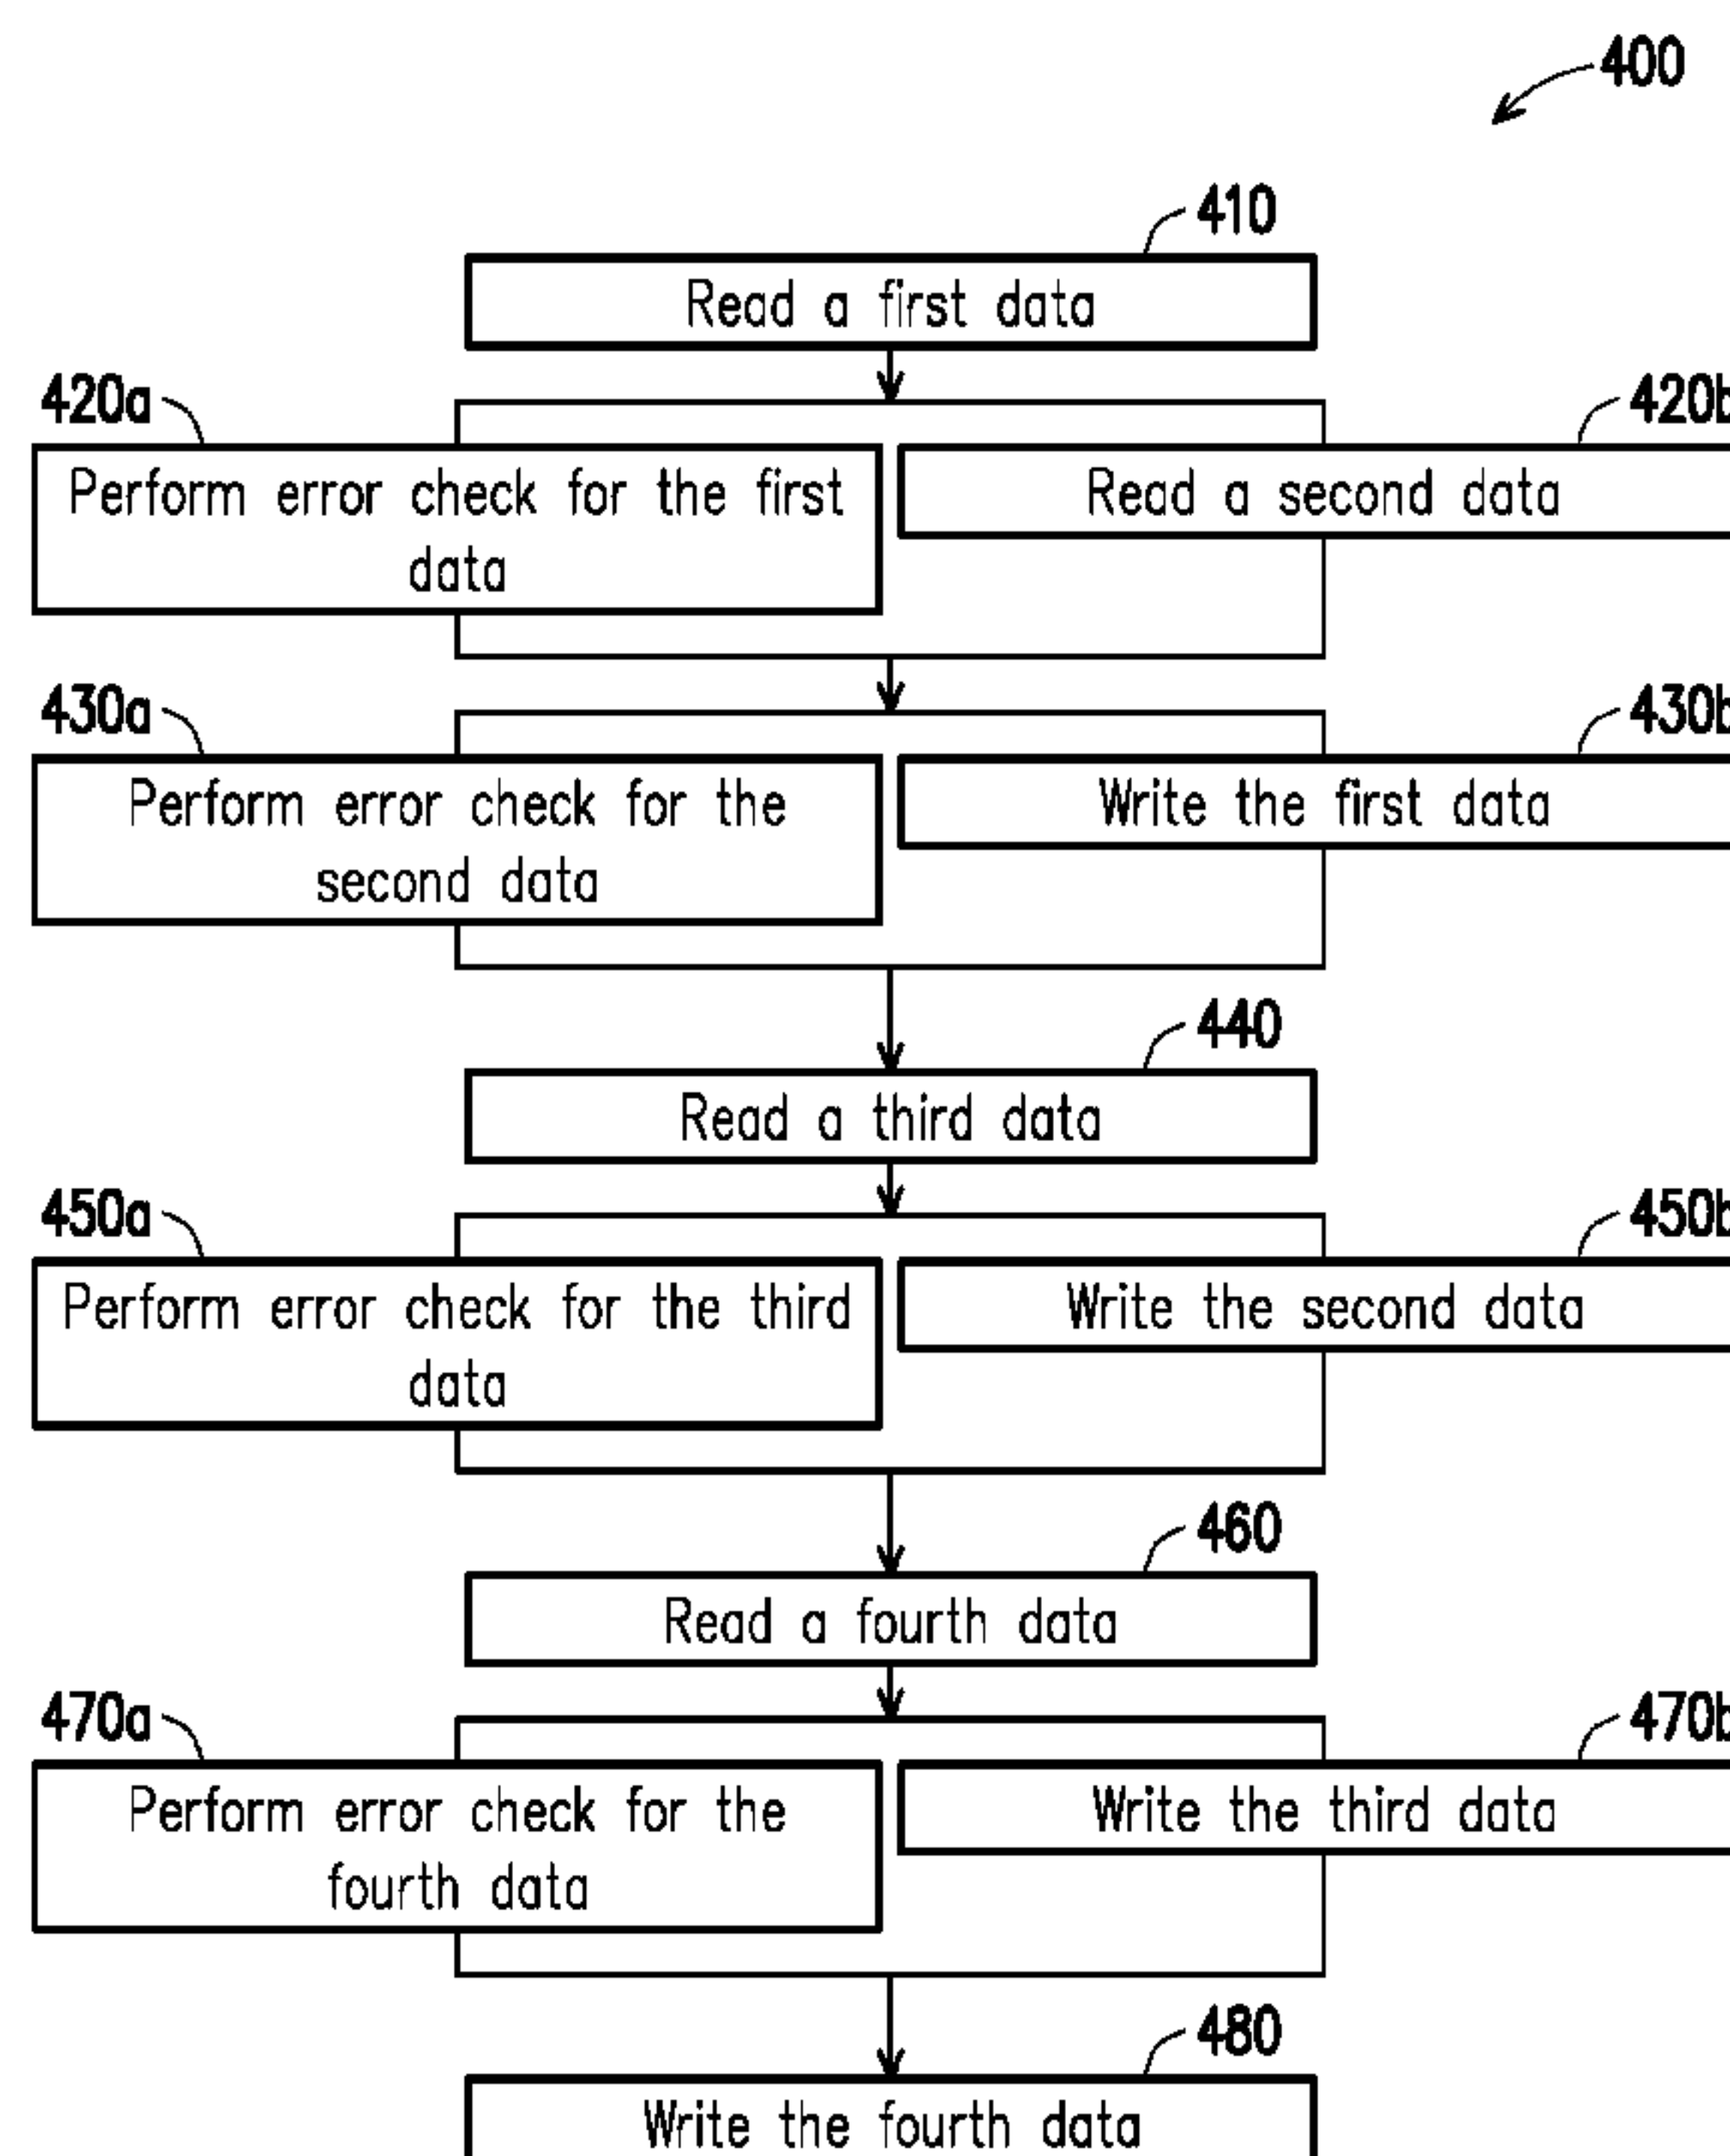 400
410
Read a first data
420a
420b
Perform error check for the first
data
Read a second data
430a
430b
Perform error check for the
second data
Write the first data
440
Read a third data
450a
450b
Perform error check for the third
data
Write the second data
460
Read a fourth data
470a
470b
Perform error check for the
fourth data
Write the third data
480
Write the fourth data